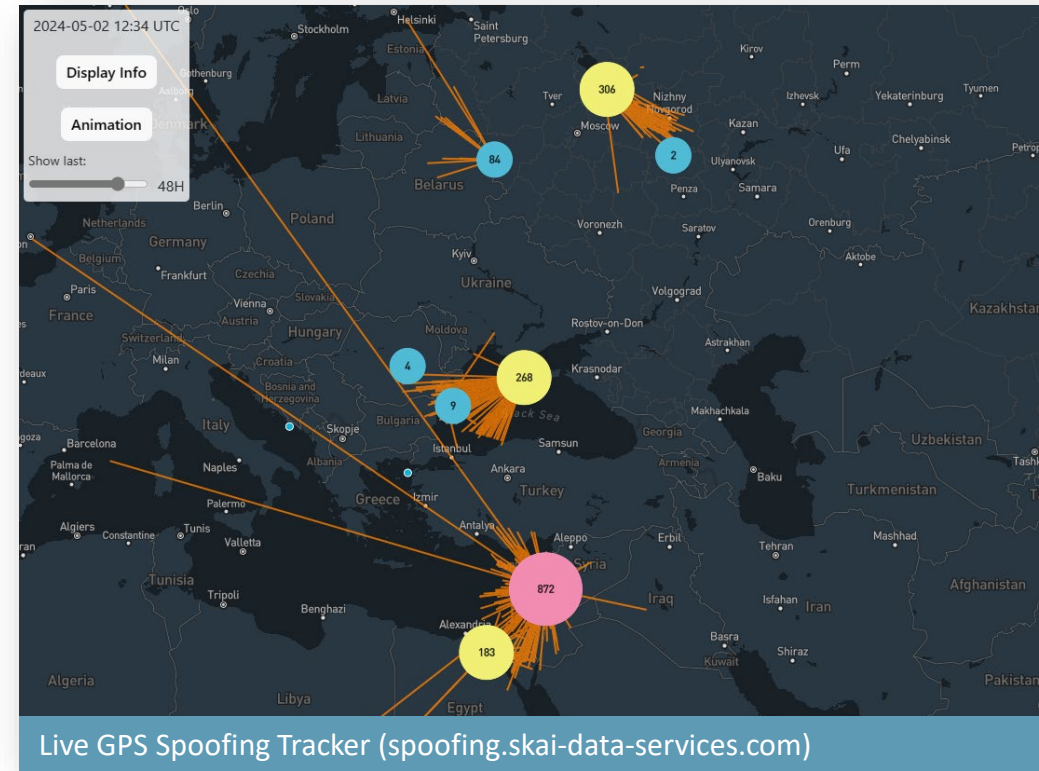 2024-05-02 12:34 UTC
Display Info
Animation
Show last:
48H
Oslo
Stockholm
Helsinki
Saint
Petersburg
Estonia
Gothenburg
Aalborg
Denmark
Latvia
Lithuania
Tver
Moscow
Nizhny
Novgorod
Kirov
Perm
Izhevsk
Yekaterinburg
Tyumen
Kazan
Ufa
Chelyabinsk
Petrop
Ulyanovsk
306
2
84
Belarus
Penza
Samara
Berlin
Poland
Netherlands
Germany
Belgium
Frankfurt
Czechia
Paris
France
Voronezh
Saratov
Orenburg
Aktobe
Kyiv
Ukraine
Volgograd
Kazakhstan
Vienna
Slovakia
Austria
Hungary
Moldova
Switzerland
Milan
Croatia
Rostov-on-Don
Astrakhan
Krasnodar
4
268
9
Bosnia and
Herzegovina
Italy
Skopje
Bulgaria
Black Sea
Makhachkala
Georgia
Uzbekistan
Barcelona
Palma de
Mallorca
Naples
Albania
Istanbul
Samsun
Armenia
Ankara
Baku
Turkey
Turkmenistan
Greece
Izmir
Palermo
Algiers
Constantine
Tunis
Valletta
Antalya
Aleppo
Erbil
Tehran
Mashhad
Syria
872
Tunisia
Tripoli
Benghazi
Alexandria
Iraq
Isfahan
Iran
Afghanistan
183
Basra
Kuwait
Shiraz
Algeria
Libya
Egypt
Pakistan
Live GPS Spoofing Tracker (spoofing.skai-data-services.com)